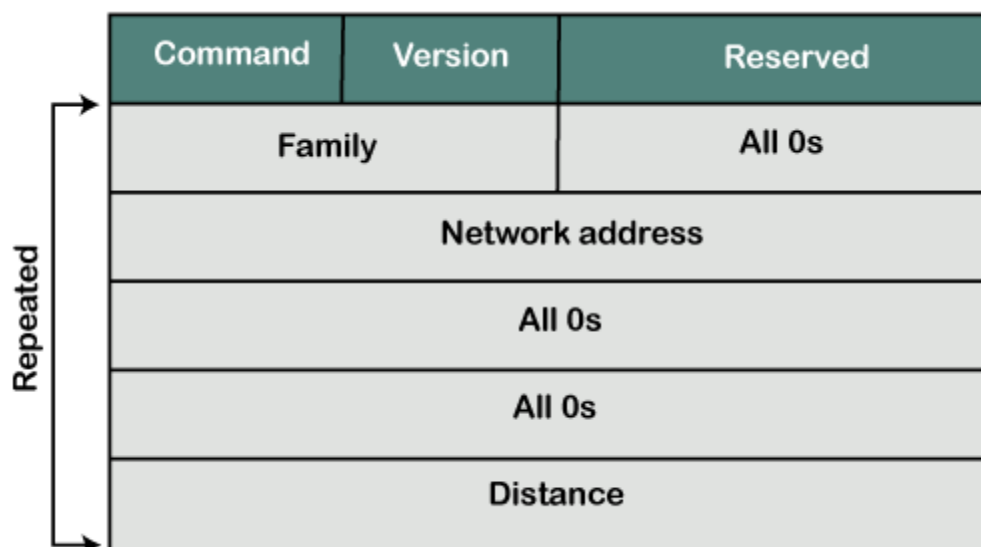 Command Version Reserved
Family All 0s
Network address
All 0s
All 0s
Distance
Repeated